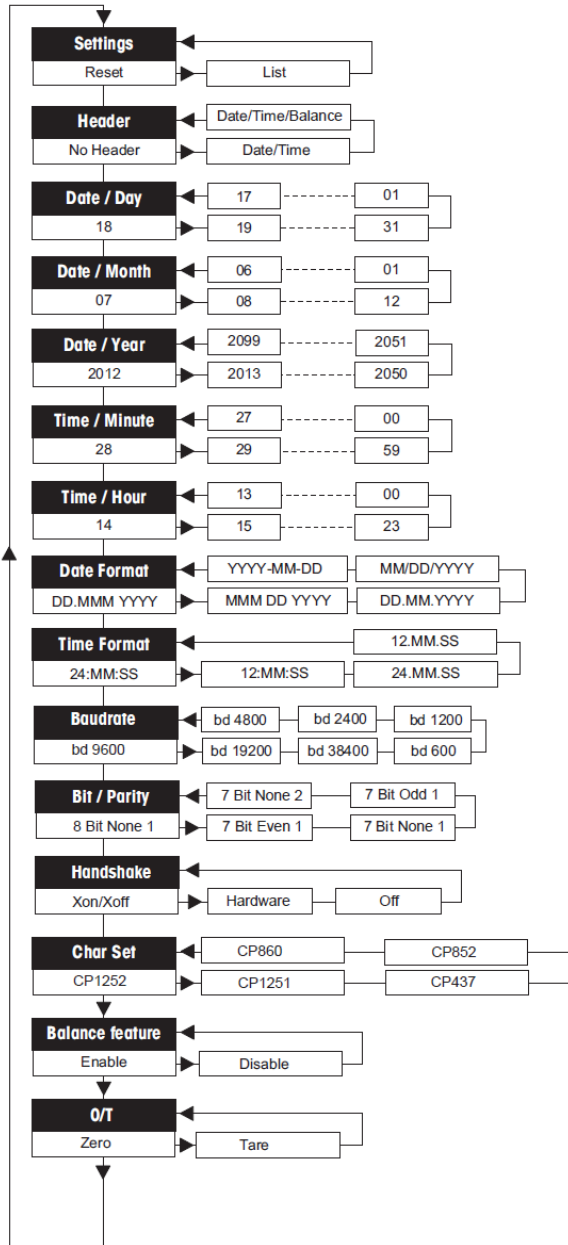 Settings
Reset
List
Header
Date/Time/Balance
No Header
Date/Time
Date / Day
17
01
18
19
31
Date / Month
06
01
07
08
12
Date / Year
2099
2051
2012
2013
2050
Time / Minute
27
00
28
29
59
Time / Hour
13
00
14
15
23
Date Format
YYYY-MM-DD
MM/DD/YYYY
DD.MMM YYYY
MMM DD YYYY
DD.MM.YYYY
Time Format
12.MM.SS
24:MM:SS
12:MM:SS
24.MM.SS
Baudrate
bd 4800
bd 2400
bd 1200
bd 9600
bd 19200
bd 38400
bd 600
Bit / Parity
7 Bit None 2
7 Bit Odd 1
8 Bit None 1
7 Bit Even 1
7 Bit None 1
Handshake
Xon/Xoff
Hardware
Off
Char Set
CP860
CP852
CP1252
CP1251
CP437
Balance feature
Enable
Disable
O/T
Zero
Tare